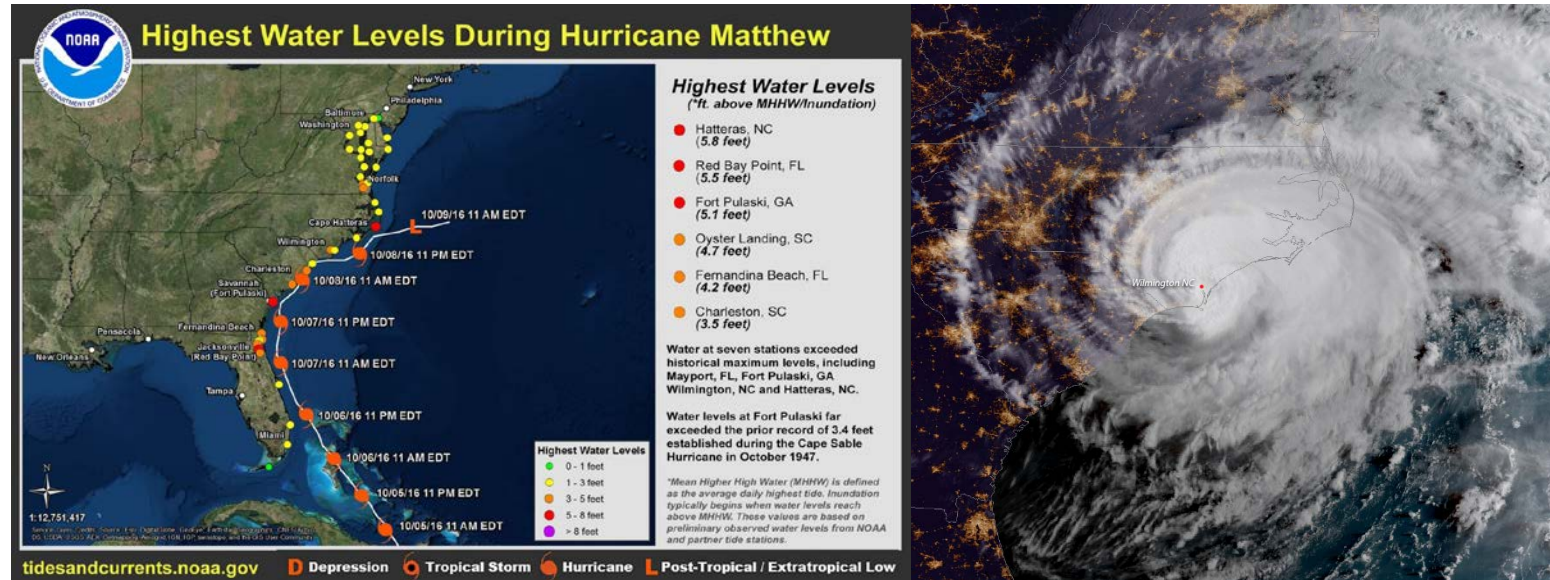 NOAA
NATIONAL OCEANIC AND ATMOSPHERIC ADMINISTRATION
U.S. DEPARTMENT OF COMMERCE
Highest Water Levels During Hurricane Matthew
New York
Philadelphia
Baltimore
Washington
Norfolk
10/09/16 11 AM EDT
Cape Hatteras
L
Wilmington
10/08/16 11 PM EDT
Charleston
10/08/16 11 AM EDT
Savannah
(Fort Pulaski)
10/07/16 11 PM EDT
Fernandina Beach
Pensacola
Jacksonville
(Red Bay Point)
New Orleans
10/07/16 11 AM EDT
Tampa
10/06/16 11 PM EDT
Miami
10/06/16 11 AM EDT
10/05/16 11 PM EDT
10/05/16 11 AM EDT
N
1:12,751,417
Highest Water Levels
0 - 1 feet
1 - 3 feet
3 - 5 feet
5 - 8 feet
> 8 feet
Highest Water Levels
(*ft. above MHHW/Inundation)
Hatteras, NC
(5.8 feet)
Red Bay Point, FL
(5.5 feet)
Fort Pulaski, GA
(5.1 feet)
Oyster Landing, SC
(4.7 feet)
Fernandina Beach, FL
(4.2 feet)
Charleston, SC
(3.5 feet)
Water at seven stations exceeded
historical maximum levels, including
Mayport, FL, Fort Pulaski, GA
Wilmington, NC and Hatteras, NC.
Water levels at Fort Pulaski far
exceeded the prior record of 3.4 feet
established during the Cape Sable
Hurricane in October 1947.
*Mean Higher High Water (MHHW) is defined
as the average daily highest tide. Inundation
typically begins when water levels reach
above MHHW. These values are based on
preliminary observed water levels from NOAA
and partner tide stations.
tidesandcurrents.noaa.gov
D Depression
Tropical Storm
Hurricane
L Post-Tropical / Extratropical Low
Wilmington NC